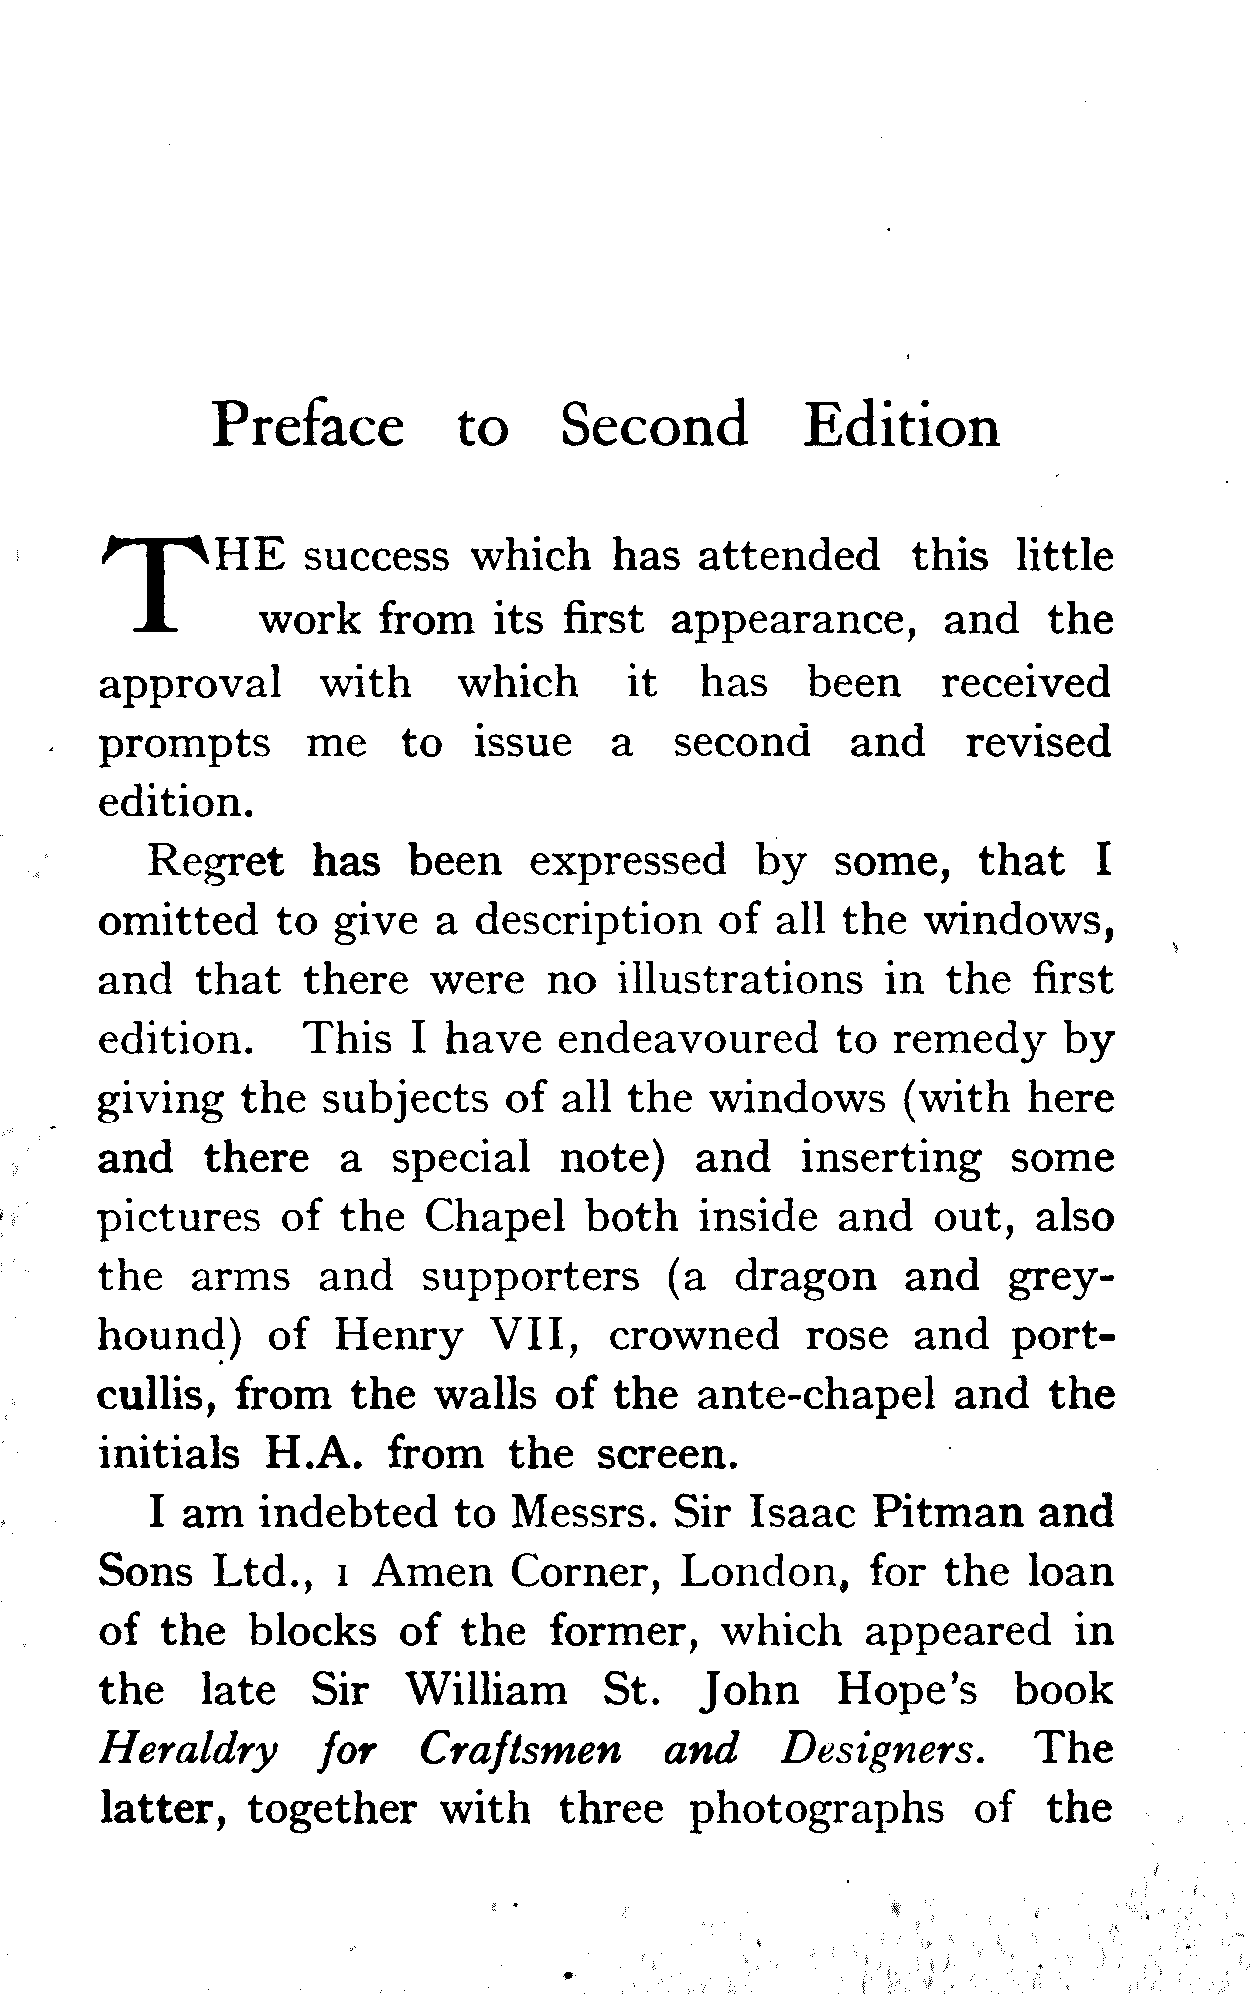 Preface to Second Edition
THE success which has attended this little
work from its first appearance, and the
approval with which it has been received
prompts me to issue a second and revised
edition.
Regret has been expressed by some, that I
omitted to give a description of all the windows,
and that there were no illustrations in the first
edition. This I have endeavoured to remedy by
giving the subjects of all the windows (with here
and there a special note) and inserting some
pictures of the Chapel both inside and out, also
the arms and supporters (a dragon and grey-
hound) of Henry VII, crowned rose and port-
cullis, from the walls of the ante-chapel and the
initials H.A. from the screen.
I am indebted to Messrs. Sir Isaac Pitman and
Sons Ltd., 1 Amen Corner, London, for the loan
of the blocks of the former, which appeared in
the late Sir William St. John Hope's book
Heraldry for Craftsmen and Designers. The
latter, together with three photographs of the